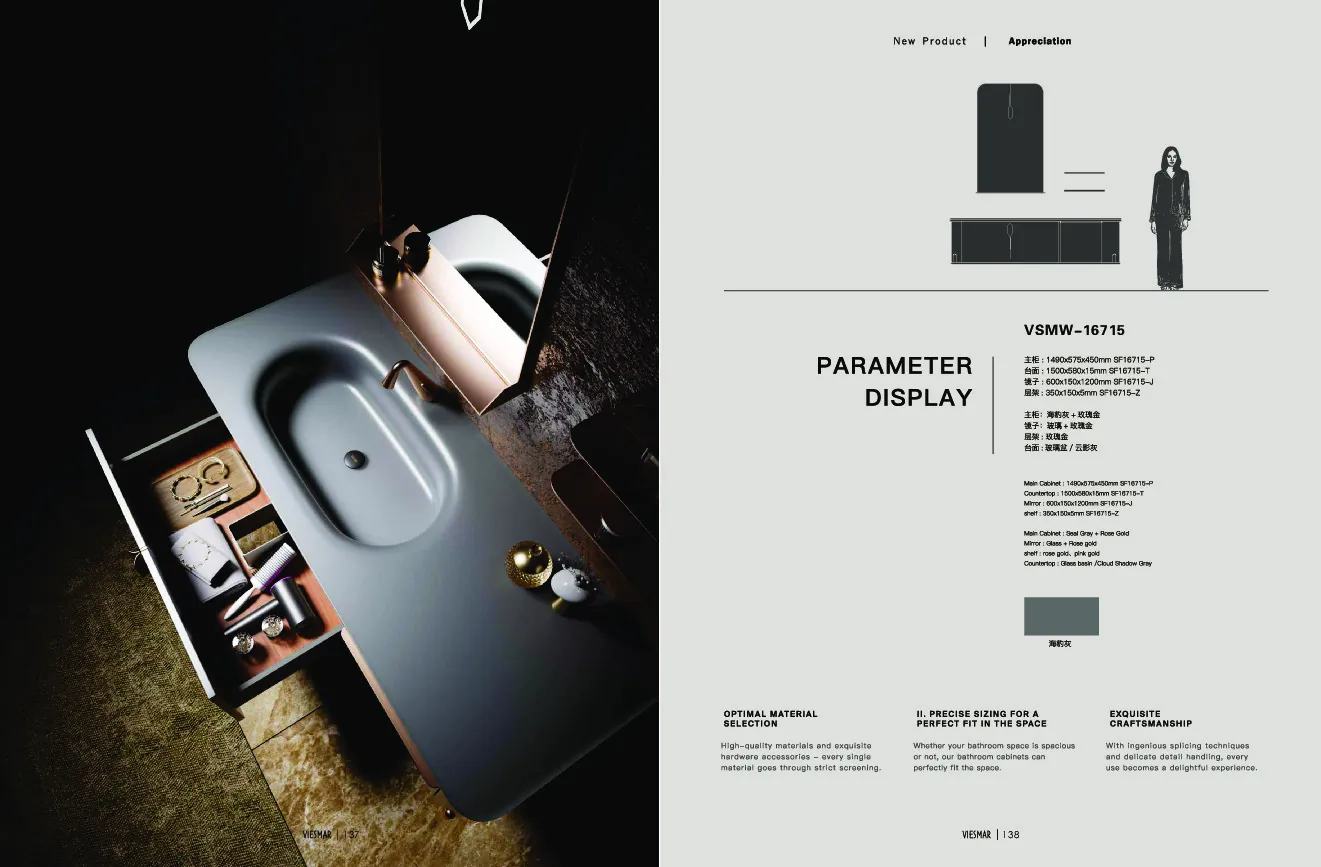 New Product | Appreciation
VSMW-16715
PARAMETER
DISPLAY
主柜 : 1490x575x450mm SF16715-P
台面 : 1500x580x15mm SF16715-T
镜子 : 600x150x1200mm SF16715-J
层架 : 350x150x5mm SF16715-Z
主柜: 海豹灰 + 玫瑰金
镜子: 玻璃 + 玫瑰金
层架 : 玫瑰金
台面 : 玻璃盆 / 云影灰
Main Cabinet : 1490x575x450mm SF16715-P
Countertop : 1500x580x15mm SF16715-T
Mirror : 600x150x1200mm SF16715-J
shelf : 350x150x5mm SF16715-Z
Main Cabinet : Seal Gray + Rose Gold
Mirror : Glass + Rose gold
shelf : rose gold、pink gold
Countertop : Glass basin /Cloud Shadow Gray
海豹灰
OPTIMAL MATERIAL
SELECTION
High-quality materials and exquisite
hardware accessories - every single
material goes through strict screening.
II. PRECISE SIZING FOR A
PERFECT FIT IN THE SPACE
Whether your bathroom space is spacious
or not, our bathroom cabinets can
perfectly fit the space.
EXQUISITE
CRAFTSMANSHIP
With ingenious splicing techniques
and delicate detail handling, every
use becomes a delightful experience.
VIESMAR | 137
VIESMAR | 138